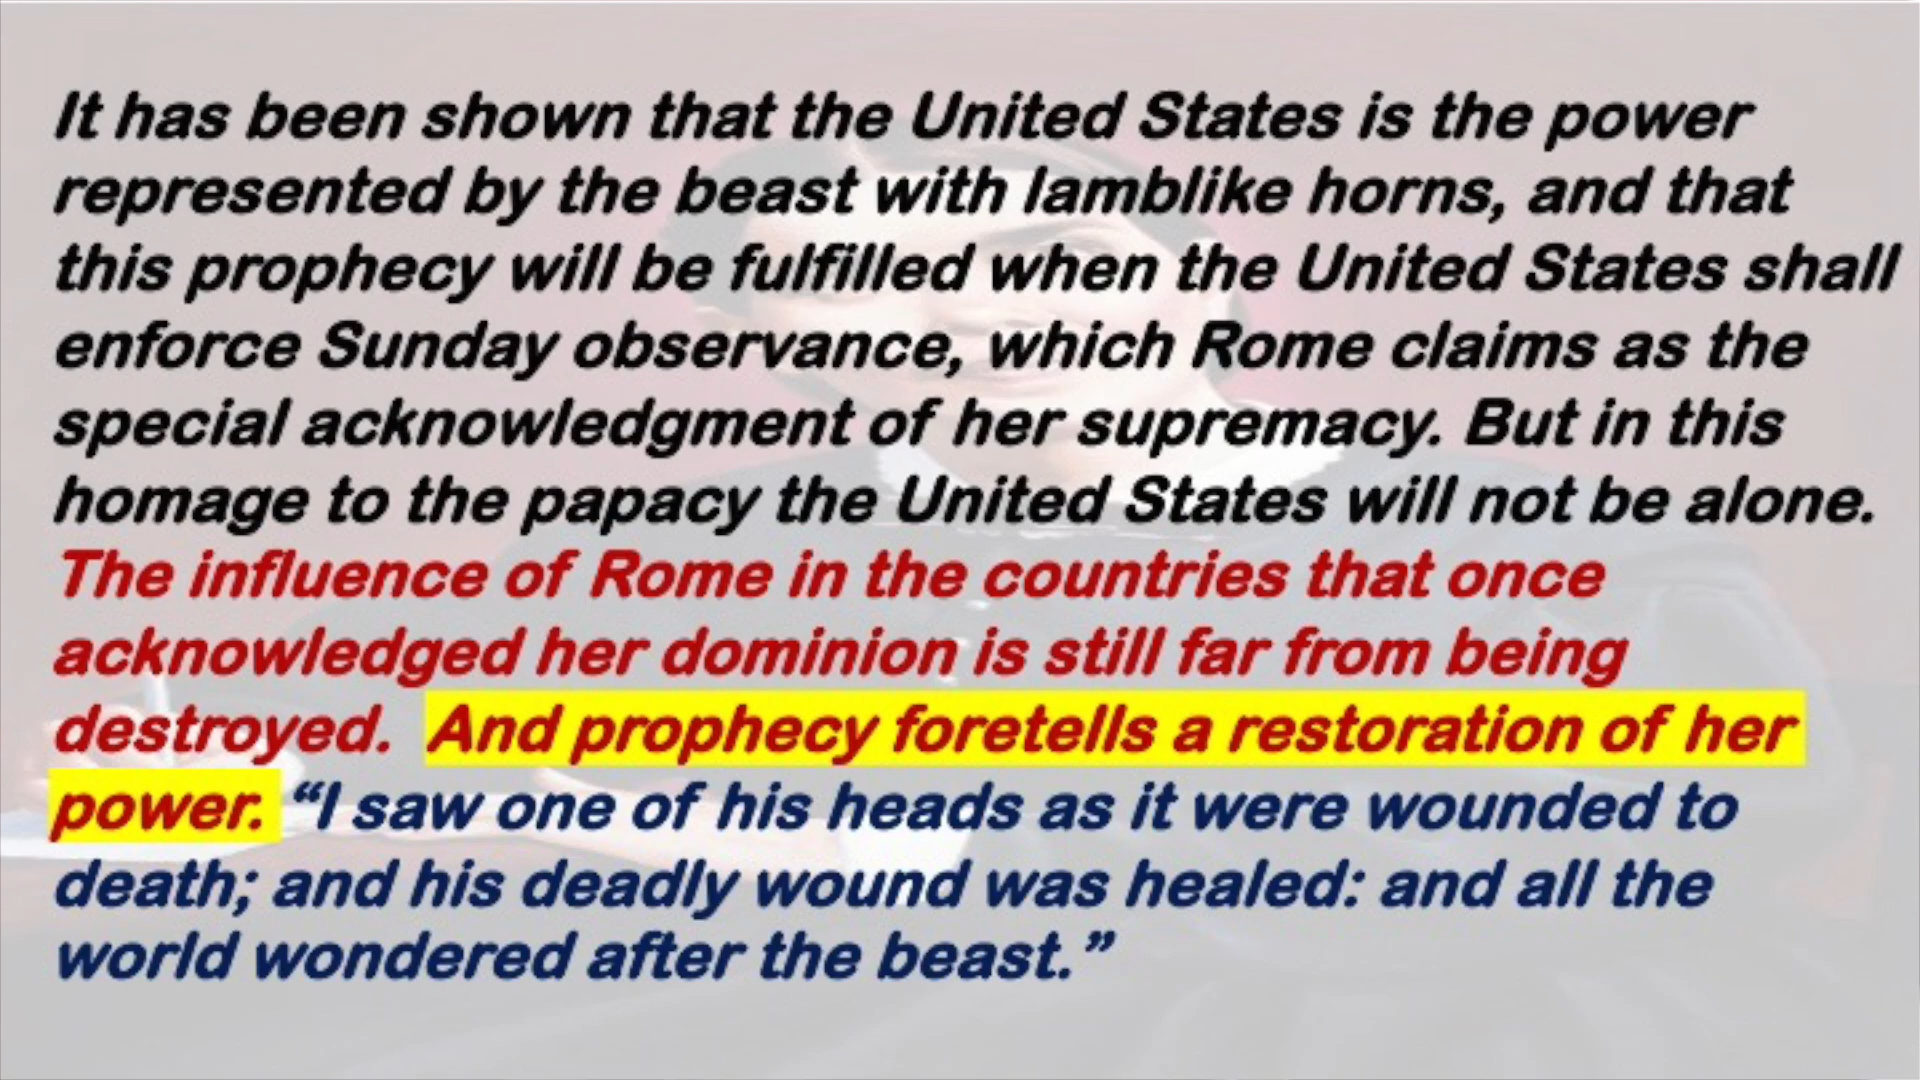 It has been shown that the United States is the power
represented by the beast with lamblike horns, and that
this prophecy will be fulfilled when the United States shall
enforce Sunday observance, which Rome claims as the
special acknowledgment of her supremacy. But in this
homage to the papacy the United States will not be alone.
The influence of Rome in the countries that once
acknowledged her dominion is still far from being
destroyed. And prophecy foretells a restoration of her
power. “I saw one of his heads as it were wounded to
death; and his deadly wound was healed: and all the
world wondered after the beast.”